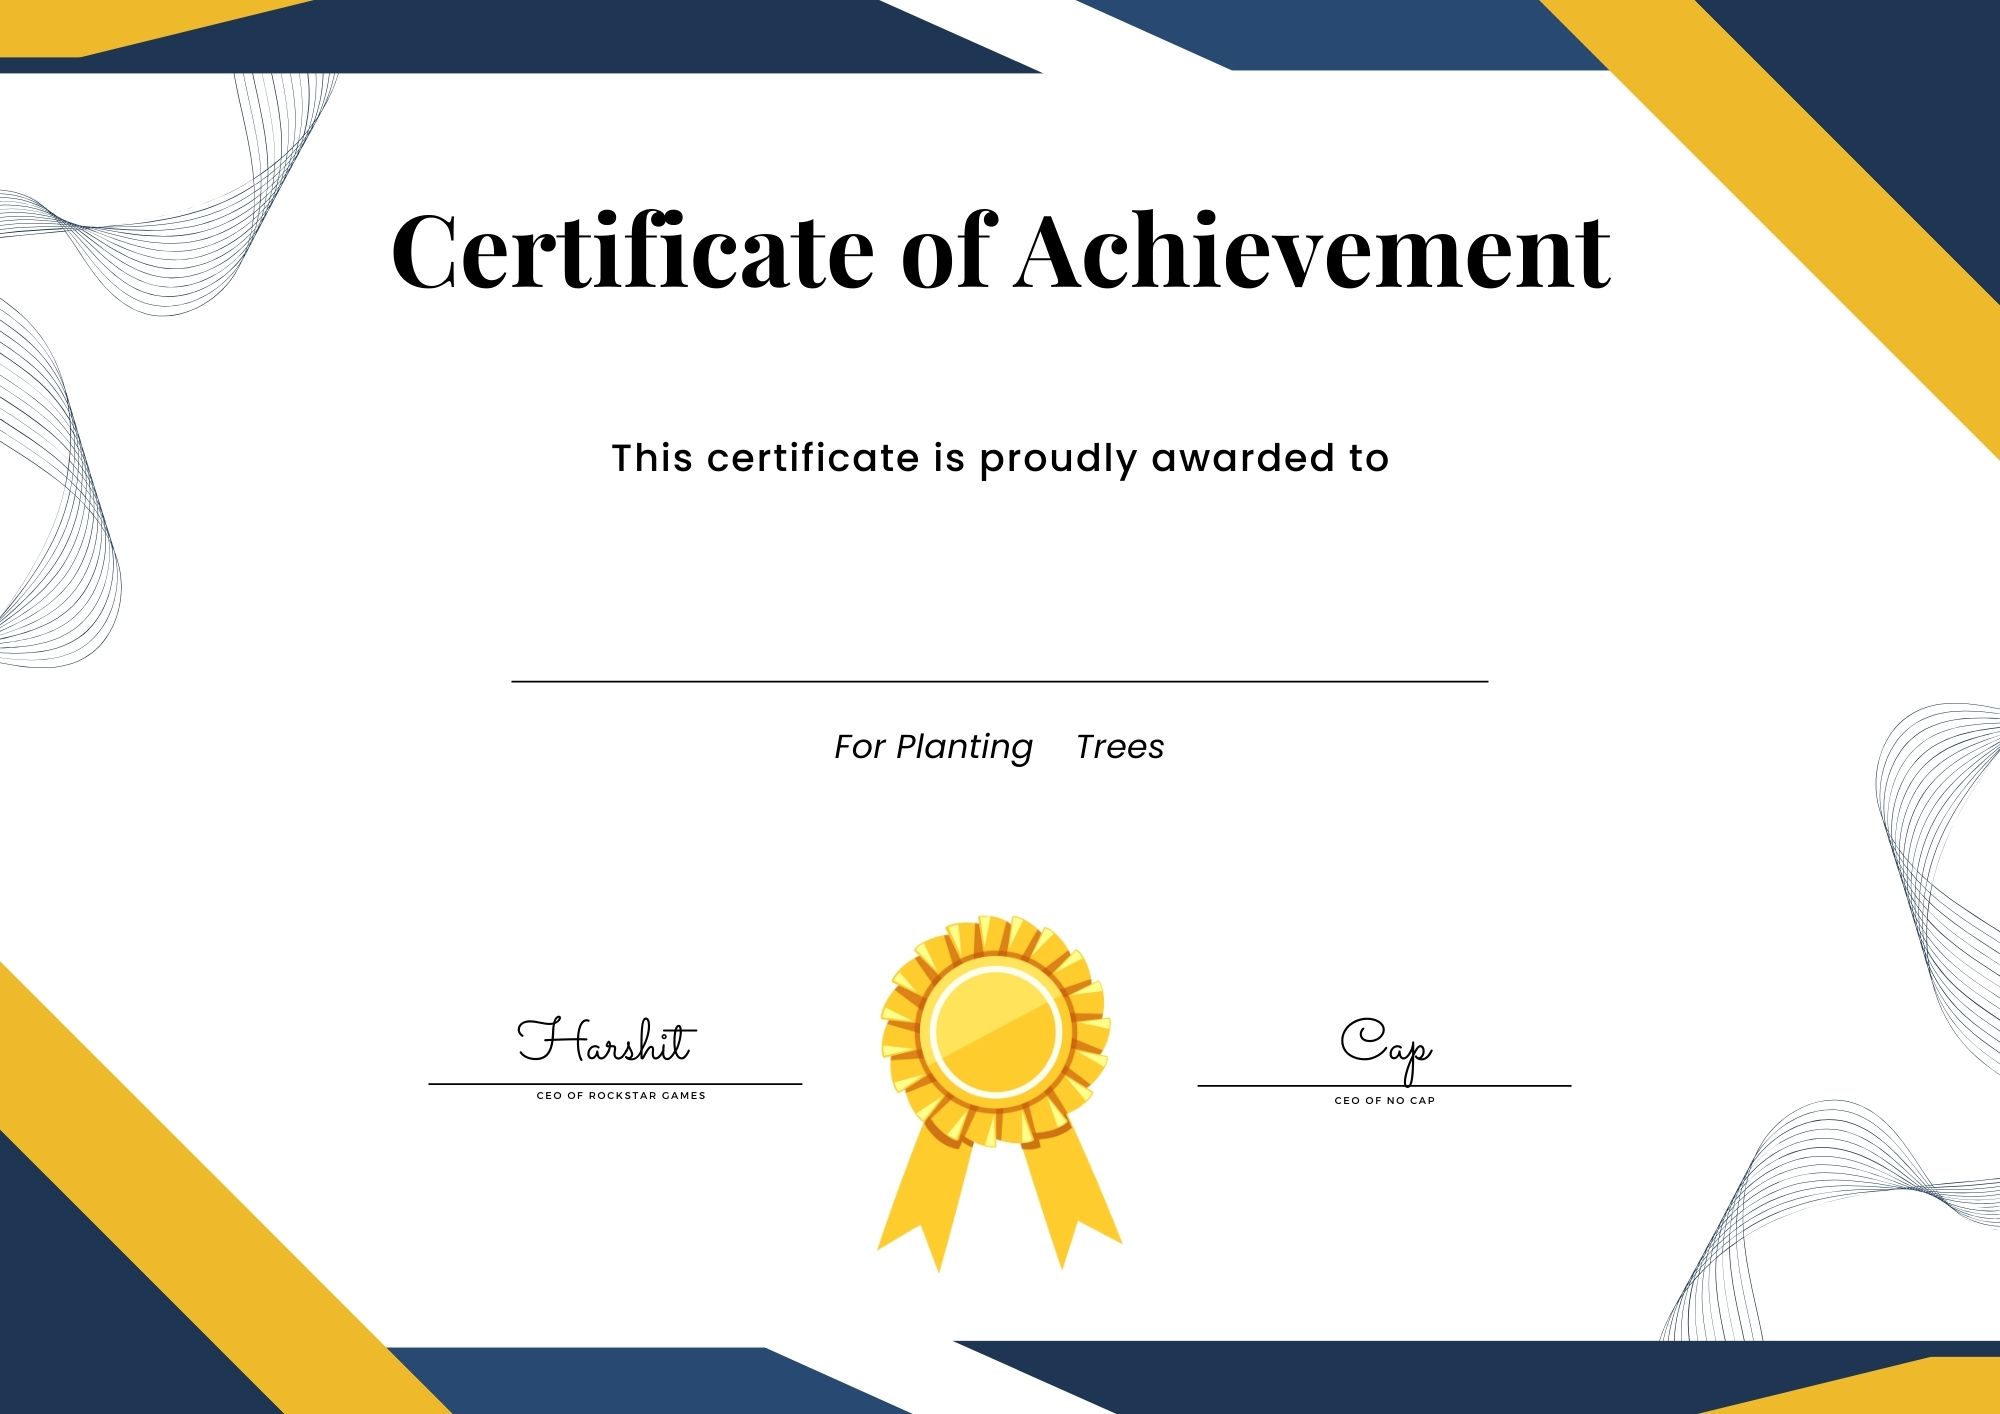 Certificate of Achievement
This certificate is proudly awarded to
For Planting Trees
Harshit
CEO OF ROCKSTAR GAMES
Cap
CEO OF NO CAP